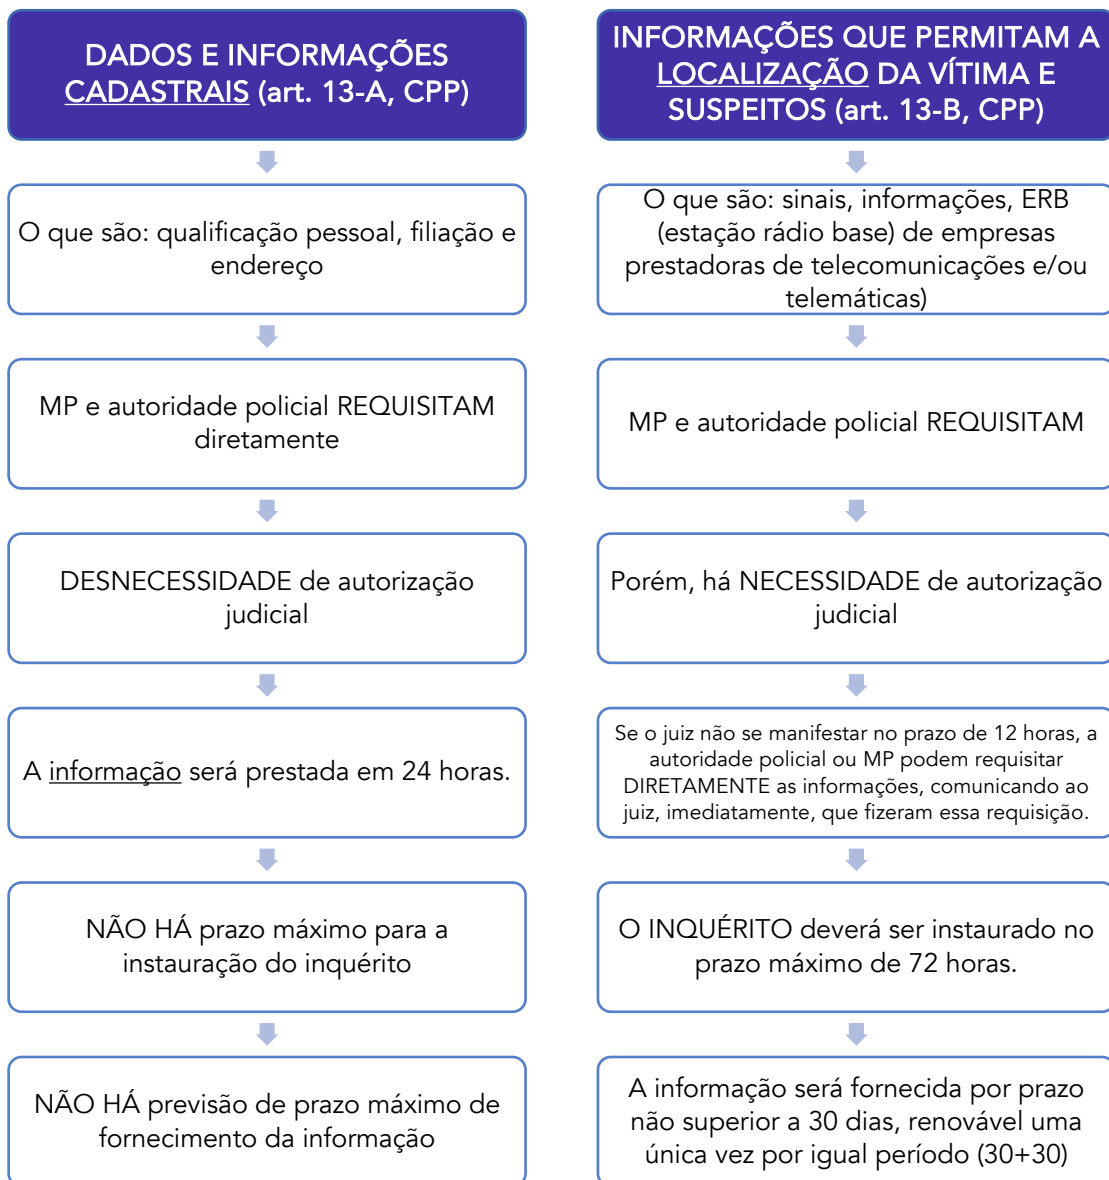 DADOS E INFORMAÇÕES
CADASTRAIS (art. 13-A, CPP)
O que são: qualificação pessoal, filiação e
endereço
MP e autoridade policial REQUISITAM
diretamente
DESNECESSIDADE de autorização
judicial
A informação será prestada em 24 horas.
NÃO HÁ prazo máximo para a
instauração do inquérito
NÃO HÁ previsão de prazo máximo de
fornecimento da informação
INFORMAÇÕES QUE PERMITAM A
LOCALIZAÇÃO DA VÍTIMA E
SUSPEITOS (art. 13-B, CPP)
O que são: sinais, informações, ERB
(estação rádio base) de empresas
prestadoras de telecomunicações e/ou
telemáticas)
MP e autoridade policial REQUISITAM
Porém, há NECESSIDADE de autorização
judicial
Se o juiz não se manifestar no prazo de 12 horas, a
autoridade policial ou MP podem requisitar
DIRETAMENTE as informações, comunicando ao
juiz, imediatamente, que fizeram essa requisição.
O INQUÉRITO deverá ser instaurado no
prazo máximo de 72 horas.
A informação será fornecida por prazo
não superior a 30 dias, renovável uma
única vez por igual período (30+30)